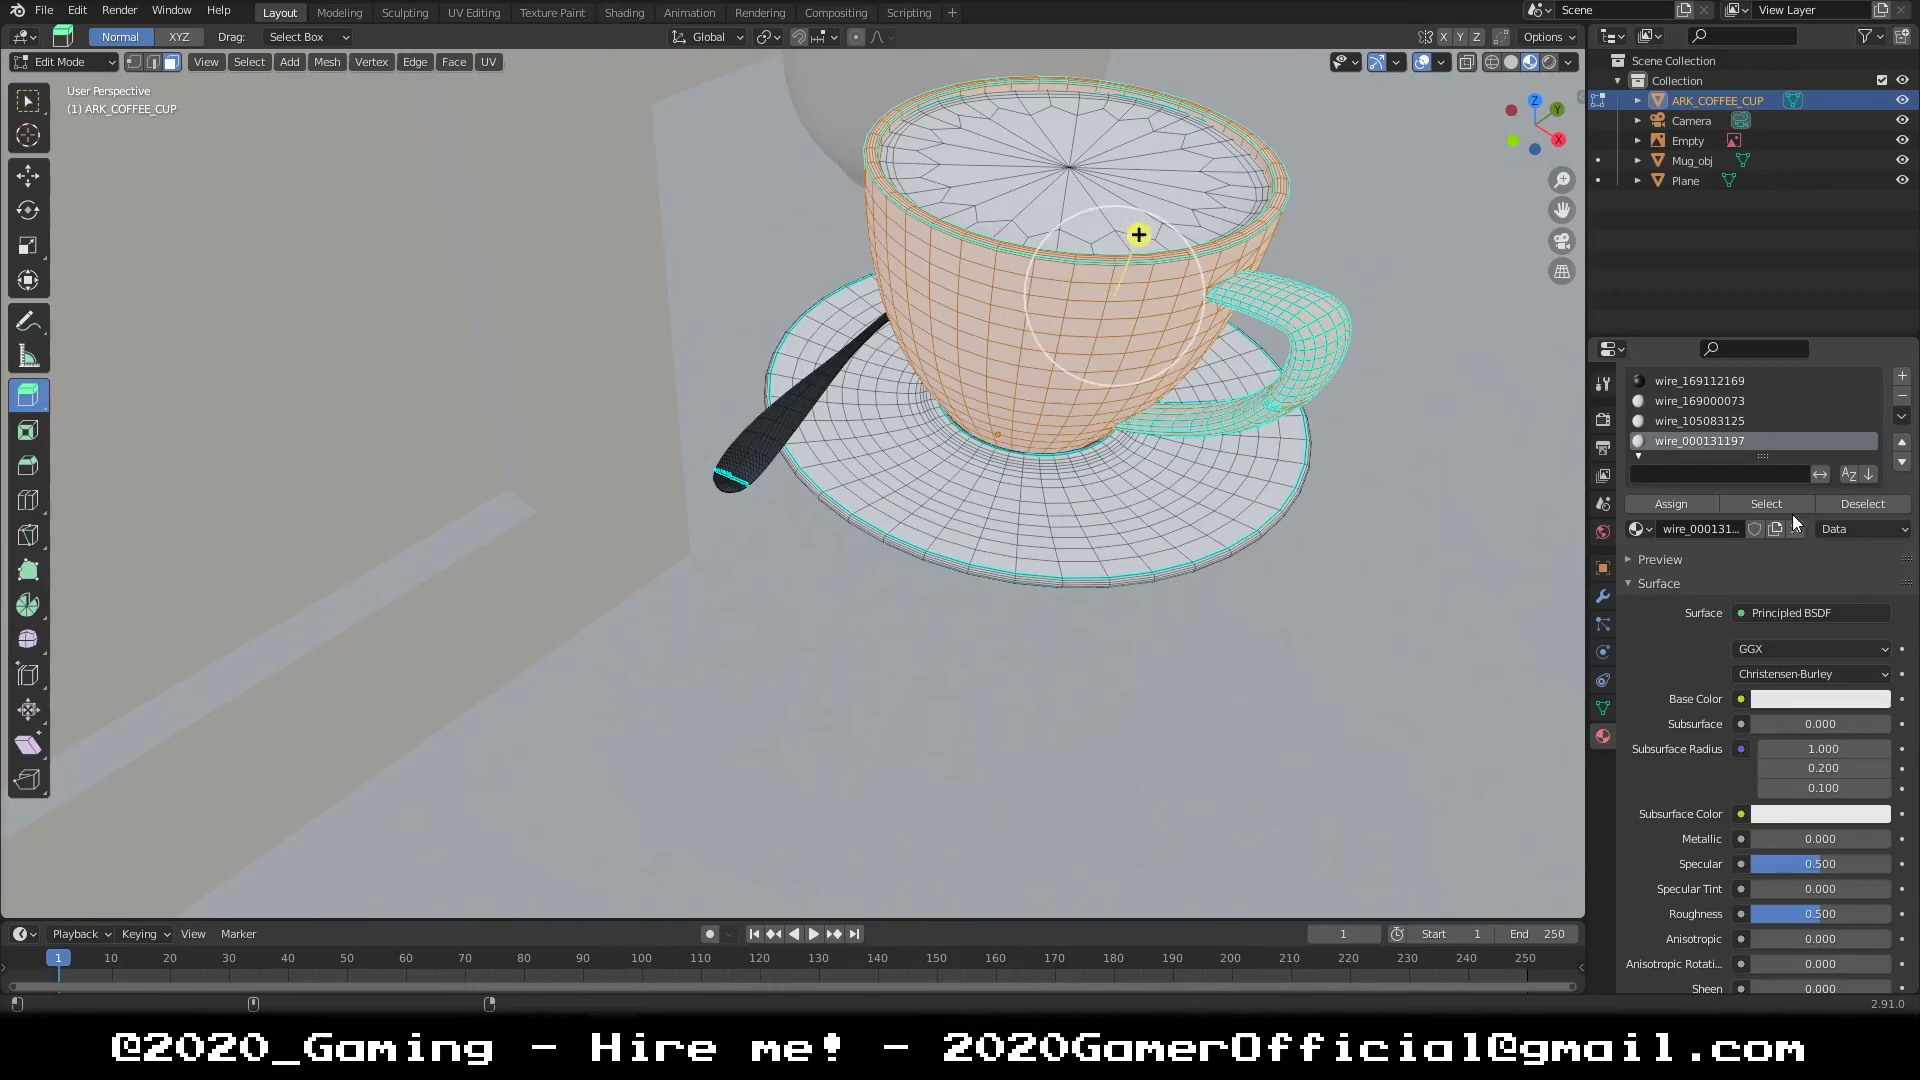 File Edit Render Window Help Layout Modeling Sculpting UV Editing Texture Paint Shading Animation Rendering Compositing Scripting + Scene View Layer
Normal XYZ Drag: Select Box Global X Y Z Options
Edit Mode View Select Add Mesh Vertex Edge Face UV
User Perspective
(1) ARK_COFFEE_CUP
Z
Y
X
Scene Collection
Collection
ARK_COFFEE_CUP
Camera
Empty
Mug_obj
Plane
wire_169112169
wire_169000073
wire_105083125
wire_000131197
Assign Select Deselect
wire_000131... Data
Preview
Surface
Surface Principled BSDF
GGX
Christensen-Burley
Base Color
Subsurface 0.000
Subsurface Radius 1.000
0.200
0.100
Subsurface Color
Metallic 0.000
Specular 0.500
Specular Tint 0.000
Roughness 0.500
Anisotropic 0.000
Anisotropic Rotati... 0.000
Sheen 0.000
Playback Keying View Marker 1 Start 1 End 250
1 10 20 30 40 50 60 70 80 90 100 110 120 130 140 150 160 170 180 190 200 210 220 230 240 250
2.91.0
@2020_Gaming - Hire me! - 2020GamerOfficial@gmail.com